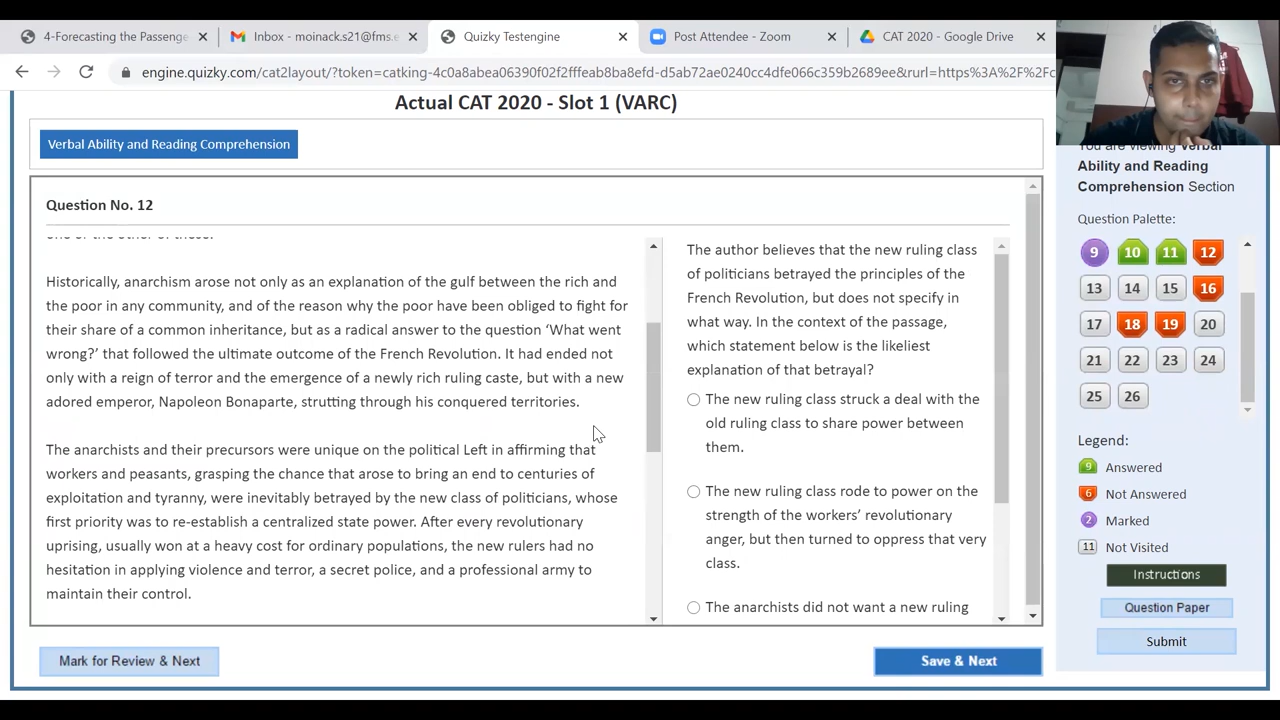 4-Forecasting the Passenge
Inbox - moinack.s21@fms.e
Quizky Testengine
Post Attendee - Zoom
CAT 2020 - Google Drive
engine.quizky.com/cat2layout/?token=catking-4c0a8abea06390f02f2fffeab8ba8efd-d5ab72ae0240cc4dfe066c359b2689ee&rurl=https%3A%2F%2Fc
Actual CAT 2020 - Slot 1 (VARC)
Verbal Ability and Reading Comprehension
Question No. 12
one or the other of these.
Historically, anarchism arose not only as an explanation of the gulf between the rich and
the poor in any community, and of the reason why the poor have been obliged to fight for
their share of a common inheritance, but as a radical answer to the question ‘What went
wrong?’ that followed the ultimate outcome of the French Revolution. It had ended not
only with a reign of terror and the emergence of a newly rich ruling caste, but with a new
adored emperor, Napoleon Bonaparte, strutting through his conquered territories.
The anarchists and their precursors were unique on the political Left in affirming that
workers and peasants, grasping the chance that arose to bring an end to centuries of
exploitation and tyranny, were inevitably betrayed by the new class of politicians, whose
first priority was to re-establish a centralized state power. After every revolutionary
uprising, usually won at a heavy cost for ordinary populations, the new rulers had no
hesitation in applying violence and terror, a secret police, and a professional army to
maintain their control.
The author believes that the new ruling class
of politicians betrayed the principles of the
French Revolution, but does not specify in
what way. In the context of the passage,
which statement below is the likeliest
explanation of that betrayal?
The new ruling class struck a deal with the
old ruling class to share power between
them.
The new ruling class rode to power on the
strength of the workers’ revolutionary
anger, but then turned to oppress that very
class.
The anarchists did not want a new ruling
Mark for Review & Next
Save & Next
You are viewing Verbal
Ability and Reading
Comprehension Section
Question Palette:
9 10 11 12
13 14 15 16
17 18 19 20
21 22 23 24
25 26
Legend:
9 Answered
6 Not Answered
2 Marked
11 Not Visited
Instructions
Question Paper
Submit